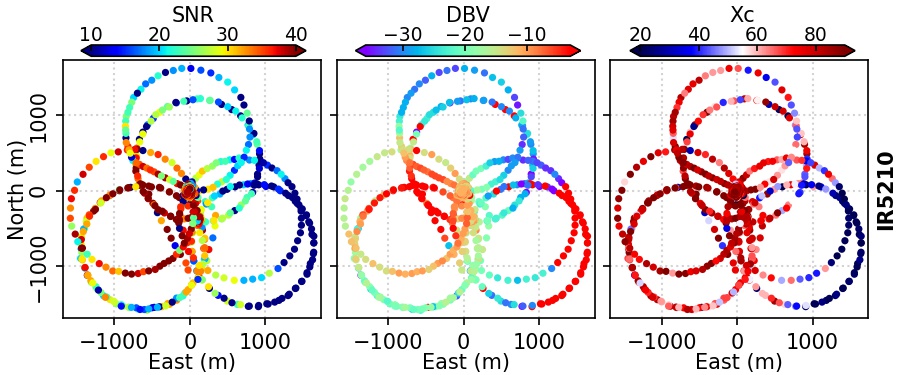 SNR DBV Xc
10 20 30 40 −30 −20 −10 20 40 60 80
1000
0
−1000
North (m)
−1000 0 1000 −1000 0 1000 −1000 0 1000
East (m) East (m) East (m)
IR5210